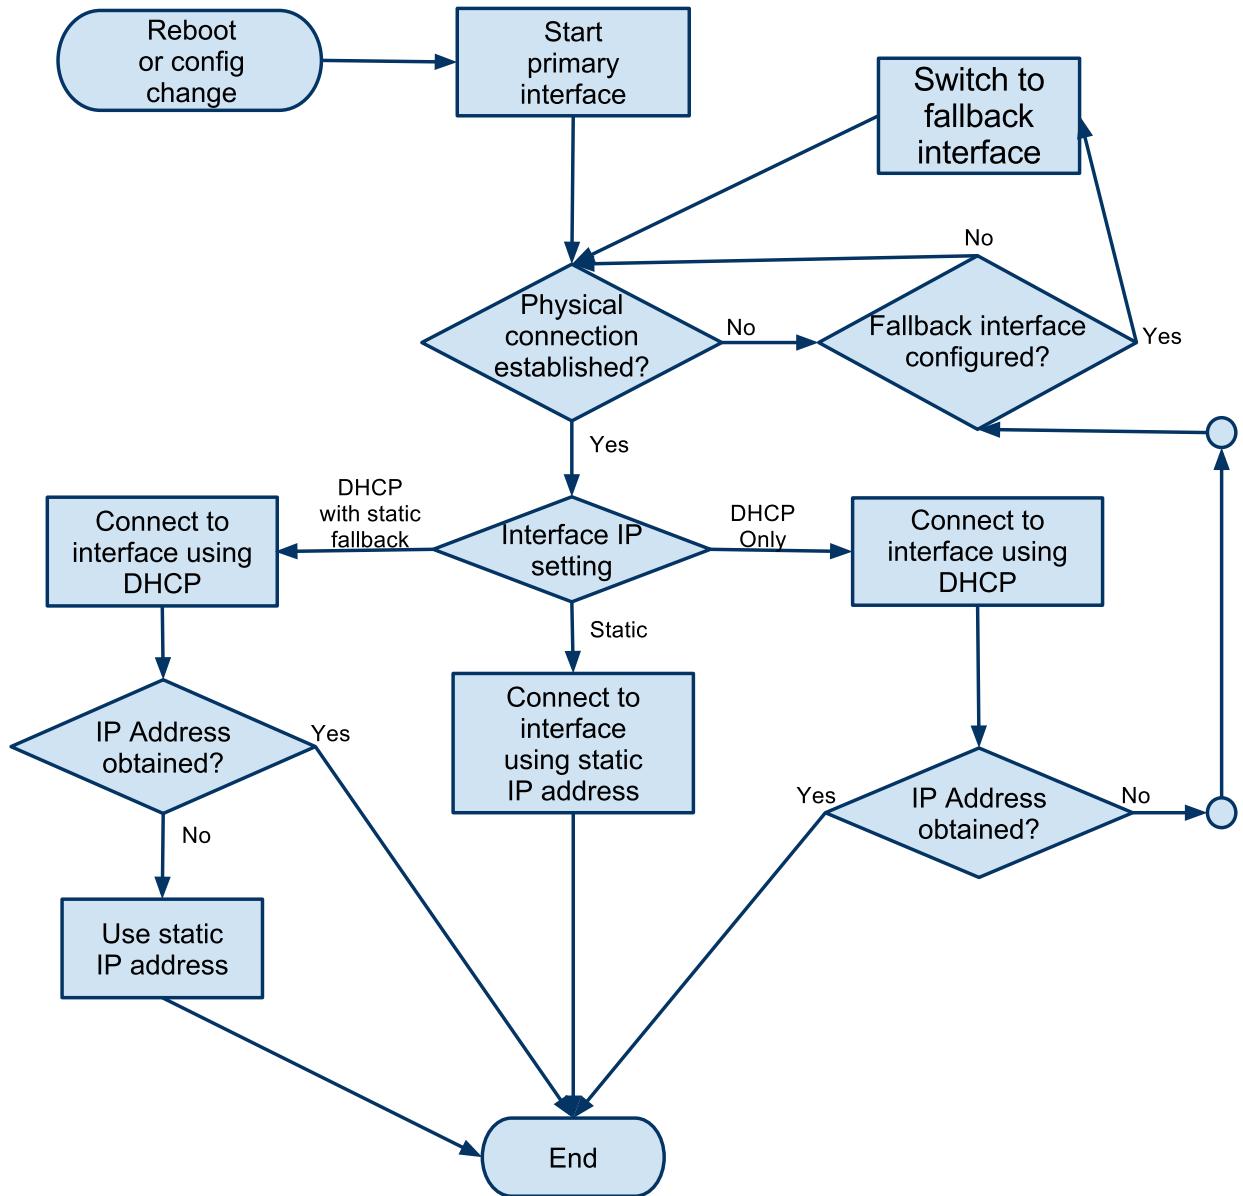 Reboot
or config
change
Start
primary
interface
Switch to
fallback
interface
No
Physical
connection
established?
No
Fallback interface
configured?
Yes
Yes
DHCP
with static
fallback
Interface IP
setting
DHCP
Only
Connect to
interface using
DHCP
Connect to
interface using
DHCP
Static
IP Address
obtained?
Yes
Connect to
interface
using static
IP address
Yes
IP Address
obtained?
No
No
Use static
IP address
End